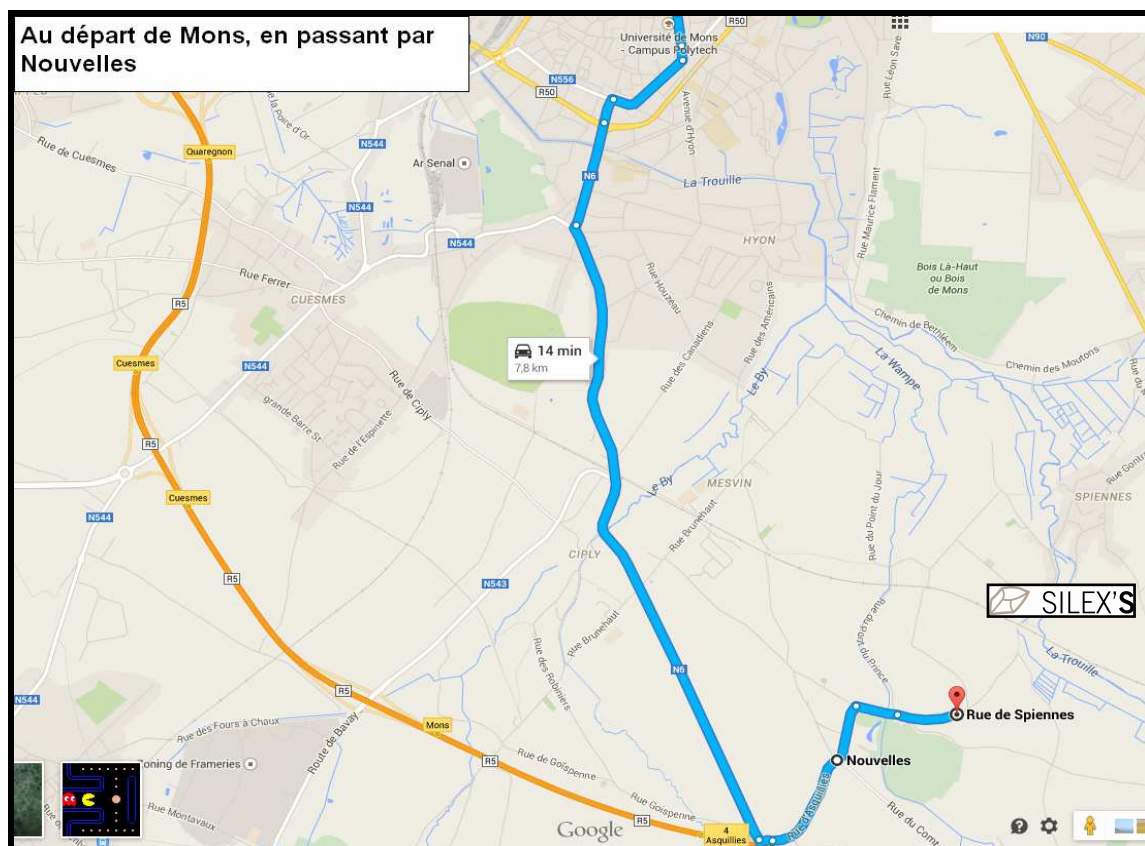 Au départ de Mons, en passant par
Nouvelles
R50
N90
Université de Mons
- Campus Polytech
Rue Léon Save
N556
R50
N544
Rue de Cuesmes
Quaregnon
Ar Senal
Avenue d'Hyon
La Trouille
N6
Rue Maurice Flament
N544
N544
HYON
Bois Là-Haut
ou Bois
de Mons
Rue Ferrer
CUESMES
R5
Rue Houzeau
Rue des Américains
Chemin de Bethléem
Rue des Canadiens
14 min
7,8 km
La Wampe
Chemin des Moutons
Cuesmes
N544
Rue de Ciply
Le By
grande Barre St
Rue de l'Espinette
R5
Le By
MESVIN
Cuesmes
SPIENNES
N544
Rue Brunehaut
Rue du Point du Jour
CIPLY
R5
N543
SILEX'S
Rue du Pont du Prince
Rue Brunehaut
Rue des Robiniers
La Trouille
N6
R5
N544
Rue de Spiennes
Rue des Fours à Chaux
Mons
Route de Bavay
Zoning de Frameries
R5
Rue de Goispenne
Nouvelles
Rue Montavaux
Rue Goispenne
Rue d'Asquillies
R5
Google
4
Asquillies